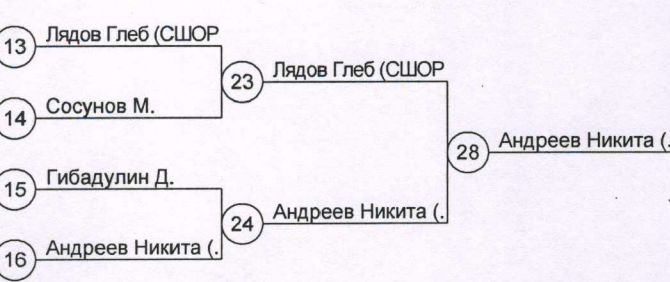 13 Лядов Глеб (СШОР
23 Лядов Глеб (СШОР
14 Сосунов М.
28 Андреев Никита (.
15 Гибадулин Д.
24 Андреев Никита (.
16 Андреев Никита (.